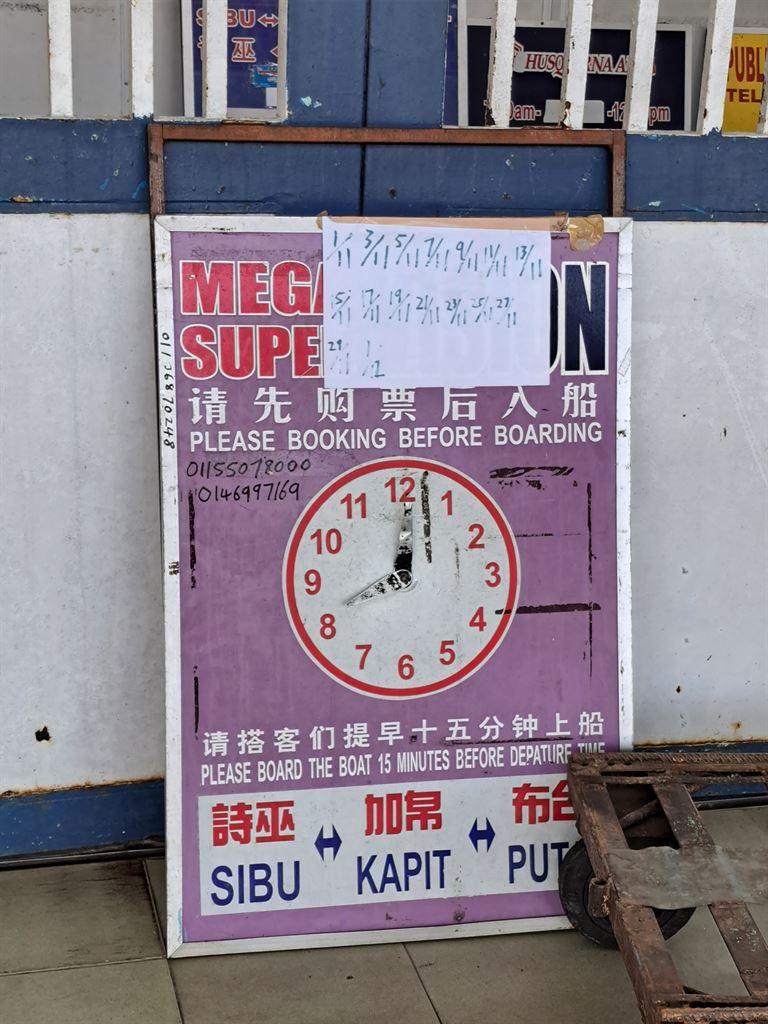 SIBU ↔
巫
HUSQVARNA
PUBL
TEL
1/11 3/11 5/11 7/11 9/11 11/11 13/11
15/11 17/11 19/11 21/11 23/11 25/11 27/11
29/11 1/12
MEGA ON
SUPE
请先购票后入船
PLEASE BOOKING BEFORE BOARDING
01155078000
0146997169
12
11 1
10 2
9 3
8 4
7 5
6
请搭客们提早十五分钟上船
PLEASE BOARD THE BOAT 15 MINUTES BEFORE DEPATURE TIME
詩巫 ↔ 加帛 ↔ 布
SIBU KAPIT PUT